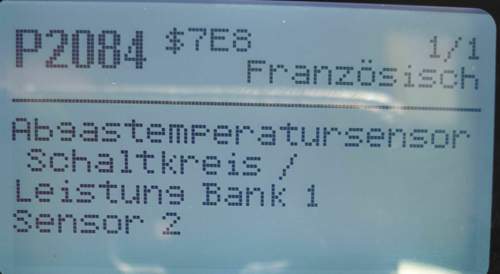 P2084 $7E8 1/1
Französisch
Abgastemperatursensor
Schaltkreis /
Leistung Bank 1
Sensor 2